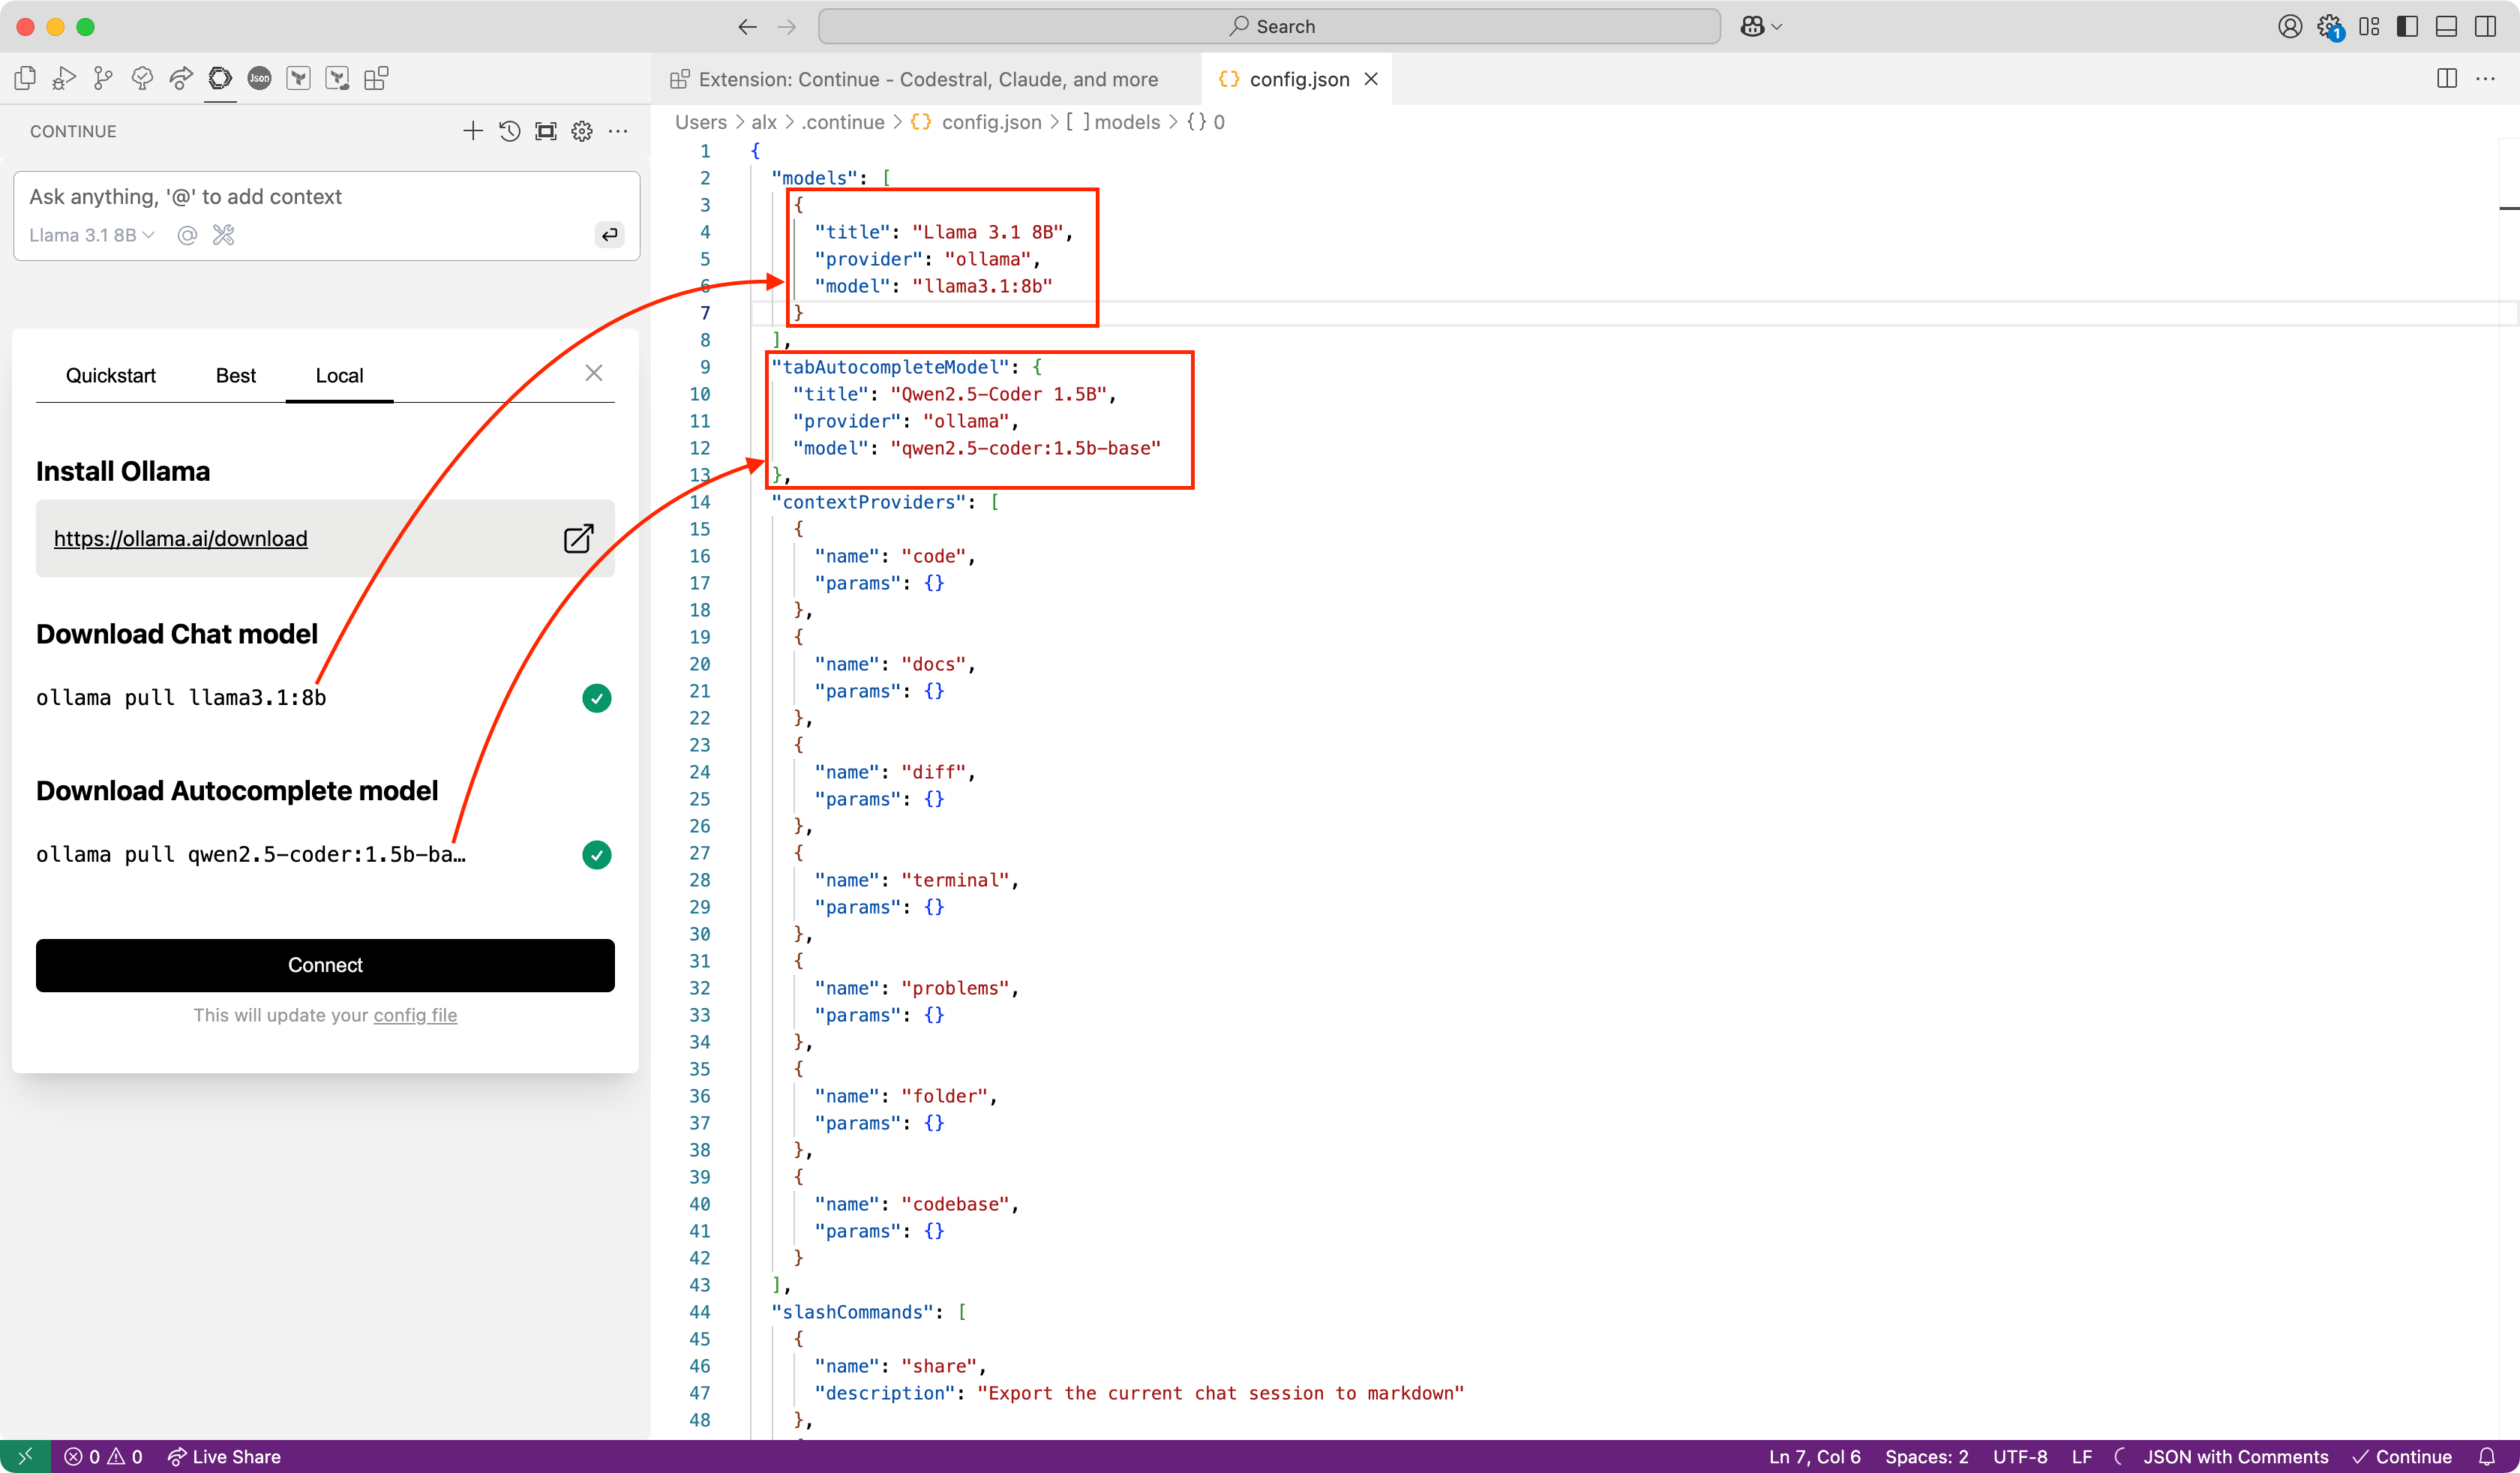 Search
1
Json
Extension: Continue - Codestral, Claude, and more
config.json
CONTINUE
Users > alx > .continue > {} config.json > [ ] models > {} 0
Ask anything, '@' to add context
Llama 3.1 8B
Quickstart
Best
Local
Install Ollama
https://ollama.ai/download
Download Chat model
ollama pull llama3.1:8b
Download Autocomplete model
ollama pull qwen2.5-coder:1.5b-ba…
Connect
This will update your config file
1 {
2 "models": [
3 {
4 "title": "Llama 3.1 8B",
5 "provider": "ollama",
6 "model": "llama3.1:8b"
7 }
8 ],
9 "tabAutocompleteModel": {
10 "title": "Qwen2.5-Coder 1.5B",
11 "provider": "ollama",
12 "model": "qwen2.5-coder:1.5b-base"
13 },
14 "contextProviders": [
15 {
16 "name": "code",
17 "params": {}
18 },
19 {
20 "name": "docs",
21 "params": {}
22 },
23 {
24 "name": "diff",
25 "params": {}
26 },
27 {
28 "name": "terminal",
29 "params": {}
30 },
31 {
32 "name": "problems",
33 "params": {}
34 },
35 {
36 "name": "folder",
37 "params": {}
38 },
39 {
40 "name": "codebase",
41 "params": {}
42 }
43 ],
44 "slashCommands": [
45 {
46 "name": "share",
47 "description": "Export the current chat session to markdown"
48 },
0 0 Live Share
Ln 7, Col 6 Spaces: 2 UTF-8 LF JSON with Comments Continue